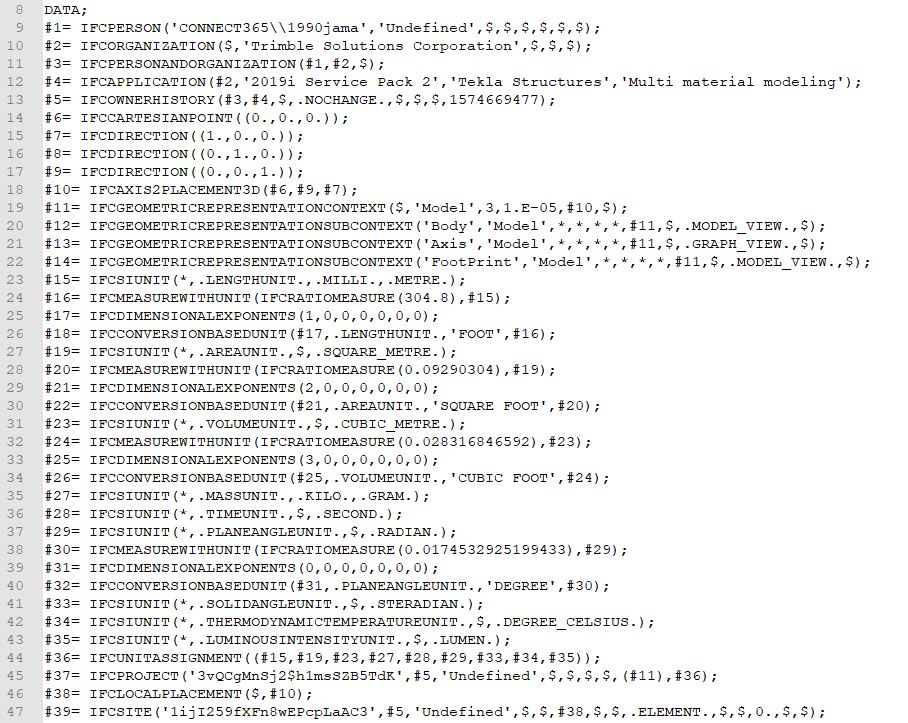 8 DATA;
9 #1= IFCPERSON('CONNECT365\\1990jama','Undefined',$,$,$,$,$,$);
10 #2= IFCORGANIZATION($,'Trimble Solutions Corporation',$,$,$);
11 #3= IFCPERSONANDORGANIZATION(#1,#2,$);
12 #4= IFCAPPLICATION(#2,'2019i Service Pack 2','Tekla Structures','Multi material modeling');
13 #5= IFCOWNERHISTORY(#3,#4,$,.NOCHANGE.,$,$,$,1574669477);
14 #6= IFCCARTESIANPOINT((0.,0.,0.));
15 #7= IFCDIRECTION((1.,0.,0.));
16 #8= IFCDIRECTION((0.,1.,0.));
17 #9= IFCDIRECTION((0.,0.,1.));
18 #10= IFCAXIS2PLACEMENT3D(#6,#9,#7);
19 #11= IFCGEOMETRICREPRESENTATIONCONTEXT($,'Model',3,1.E-05,#10,$);
20 #12= IFCGEOMETRICREPRESENTATIONSUBCONTEXT('Body','Model',*,*,*,*,#11,$,.MODEL_VIEW.,$);
21 #13= IFCGEOMETRICREPRESENTATIONSUBCONTEXT('Axis','Model',*,*,*,*,#11,$,.GRAPH_VIEW.,$);
22 #14= IFCGEOMETRICREPRESENTATIONSUBCONTEXT('FootPrint','Model',*,*,*,*,#11,$,.MODEL_VIEW.,$);
23 #15= IFCSIUNIT(*,.LENGTHUNIT.,.MILLI.,.METRE.);
24 #16= IFCMEASUREWITHUNIT(IFCRATIOMEASURE(304.8),#15);
25 #17= IFCDIMENSIONALEXPONENTS(1,0,0,0,0,0,0);
26 #18= IFCCONVERSIONBASEDUNIT(#17,.LENGTHUNIT.,'FOOT',#16);
27 #19= IFCSIUNIT(*,.AREAUNIT.,$,.SQUARE_METRE.);
28 #20= IFCMEASUREWITHUNIT(IFCRATIOMEASURE(0.09290304),#19);
29 #21= IFCDIMENSIONALEXPONENTS(2,0,0,0,0,0,0);
30 #22= IFCCONVERSIONBASEDUNIT(#21,.AREAUNIT.,'SQUARE FOOT',#20);
31 #23= IFCSIUNIT(*,.VOLUMEUNIT.,$,.CUBIC_METRE.);
32 #24= IFCMEASUREWITHUNIT(IFCRATIOMEASURE(0.028316846592),#23);
33 #25= IFCDIMENSIONALEXPONENTS(3,0,0,0,0,0,0);
34 #26= IFCCONVERSIONBASEDUNIT(#25,.VOLUMEUNIT.,'CUBIC FOOT',#24);
35 #27= IFCSIUNIT(*,.MASSUNIT.,.KILO.,.GRAM.);
36 #28= IFCSIUNIT(*,.TIMEUNIT.,$,.SECOND.);
37 #29= IFCSIUNIT(*,.PLANEANGLEUNIT.,$,.RADIAN.);
38 #30= IFCMEASUREWITHUNIT(IFCRATIOMEASURE(0.0174532925199433),#29);
39 #31= IFCDIMENSIONALEXPONENTS(0,0,0,0,0,0,0);
40 #32= IFCCONVERSIONBASEDUNIT(#31,.PLANEANGLEUNIT.,'DEGREE',#30);
41 #33= IFCSIUNIT(*,.SOLIDANGLEUNIT.,$,.STERADIAN.);
42 #34= IFCSIUNIT(*,.THERMODYNAMICTEMPERATUREUNIT.,$,.DEGREE_CELSIUS.);
43 #35= IFCSIUNIT(*,.LUMINOUSINTENSITYUNIT.,$,.LUMEN.);
44 #36= IFCUNITASSIGNMENT((#15,#19,#23,#27,#28,#29,#33,#34,#35));
45 #37= IFCPROJECT('3vQCgMnSj2$h1msSZB5TdK',#5,'Undefined',$,$,$,$,(#11),#36);
46 #38= IFCLOCALPLACEMENT($,#10);
47 #39= IFCSITE('1ijI259fXFn8wEPcpLaAC3',#5,'Undefined',$,$,#38,$,$,.ELEMENT.,$,$,0.,$,$);